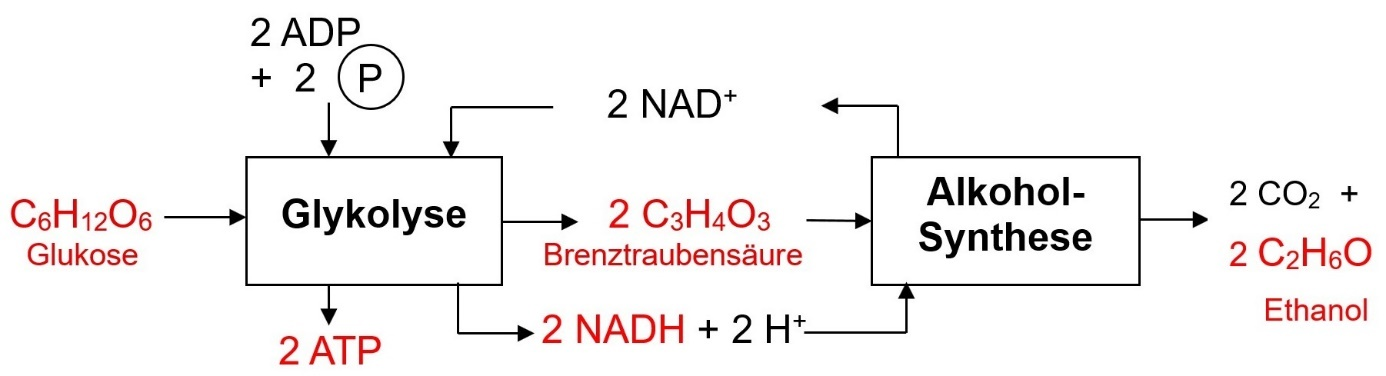 2 ADP
+ 2 P
2 NAD⁺
C₆H₁₂O₆
Glukose
Glykolyse
2 C₃H₄O₃
Brenztraubensäure
Alkohol-
Synthese
2 CO₂ +
2 C₂H₆O
Ethanol
2 ATP
2 NADH + 2 H⁺